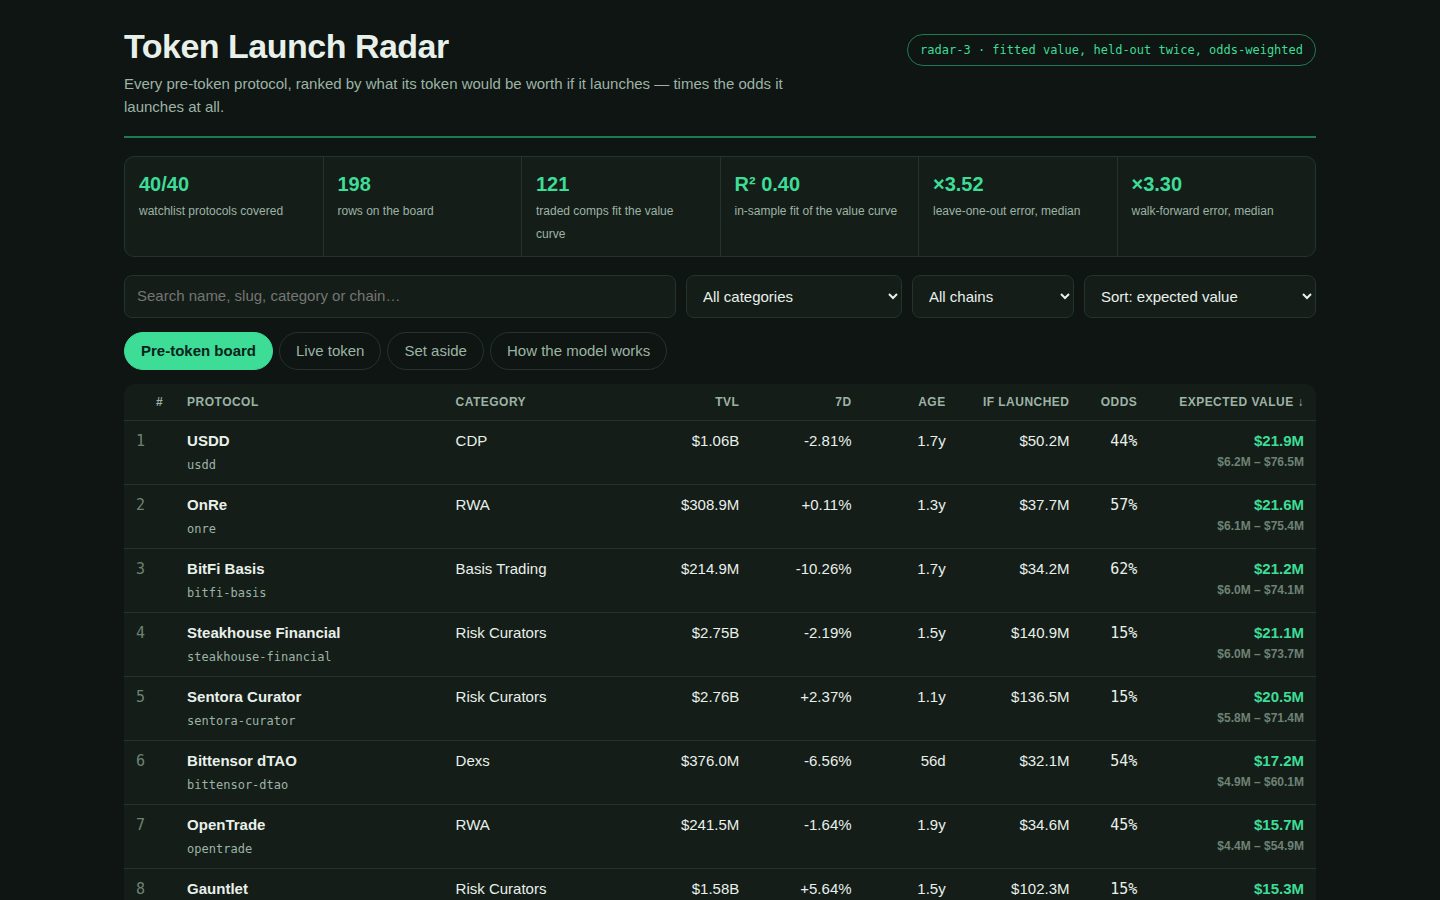 Token Launch Radar
radar-3 · fitted value, held-out twice, odds-weighted
Every pre-token protocol, ranked by what its token would be worth if it launches — times the odds it
launches at all.
40/40
watchlist protocols covered
198
rows on the board
121
traded comps fit the value
curve
R² 0.40
in-sample fit of the value curve
×3.52
leave-one-out error, median
×3.30
walk-forward error, median
Search name, slug, category or chain…
All categories
All chains
Sort: expected value
Pre-token board
Live token
Set aside
How the model works
# PROTOCOL CATEGORY TVL 7D AGE IF LAUNCHED ODDS EXPECTED VALUE ↓
1 USDD CDP $1.06B -2.81% 1.7y $50.2M 44% $21.9M
usdd $6.2M – $76.5M
2 OnRe RWA $308.9M +0.11% 1.3y $37.7M 57% $21.6M
onre $6.1M – $75.4M
3 BitFi Basis Basis Trading $214.9M -10.26% 1.7y $34.2M 62% $21.2M
bitfi-basis $6.0M – $74.1M
4 Steakhouse Financial Risk Curators $2.75B -2.19% 1.5y $140.9M 15% $21.1M
steakhouse-financial $6.0M – $73.7M
5 Sentora Curator Risk Curators $2.76B +2.37% 1.1y $136.5M 15% $20.5M
sentora-curator $5.8M – $71.4M
6 Bittensor dTAO Dexs $376.0M -6.56% 56d $32.1M 54% $17.2M
bittensor-dtao $4.9M – $60.1M
7 OpenTrade RWA $241.5M -1.64% 1.9y $34.6M 45% $15.7M
opentrade $4.4M – $54.9M
8 Gauntlet Risk Curators $1.58B +5.64% 1.5y $102.3M 15% $15.3M